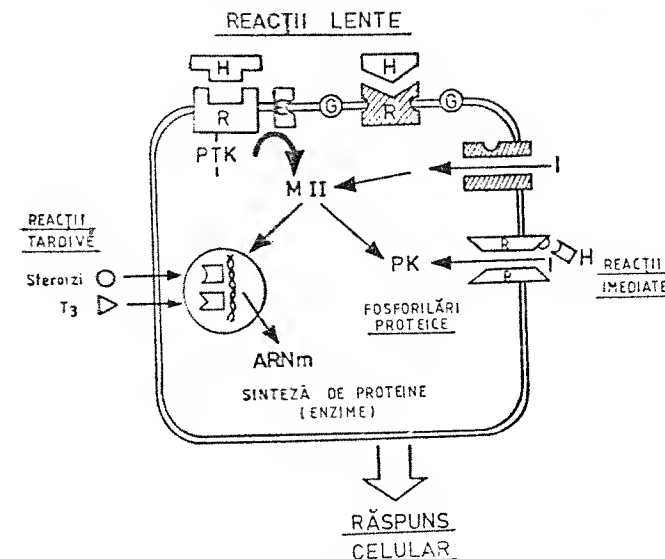 REACȚII LENTE
H
H
R
G
R
G
PTK
I
M II
REACȚII
TARDIVE
Steroizi
T3
R
H
I
R
PK
REACȚII
IMEDIATE
FOSFORILĂRI
PROTEICE
ARNm
SINTEZĂ DE PROTEINE
(ENZIME)
RĂSPUNS
CELULAR